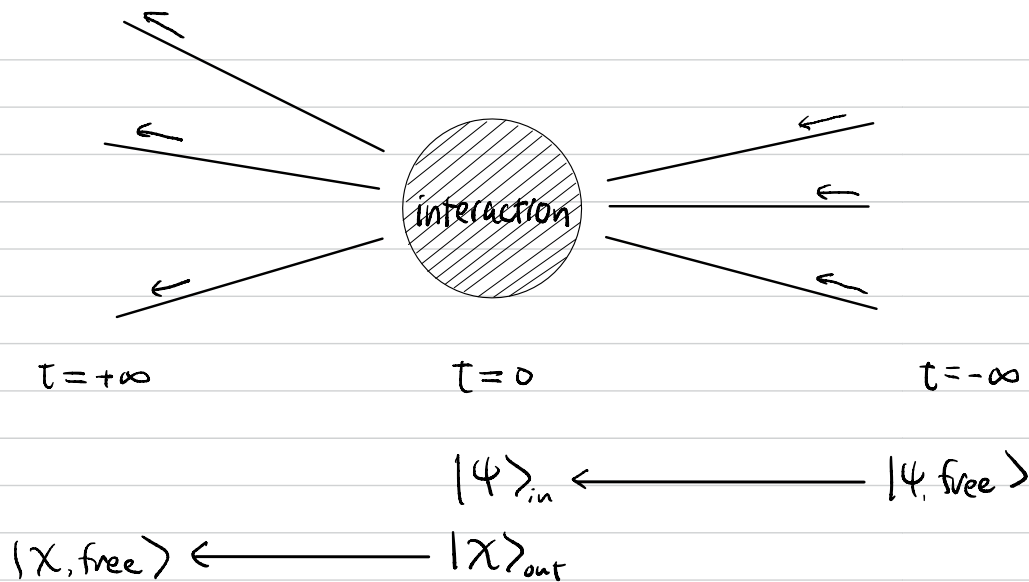 interaction
t=+∞ t=0 t=-∞
|ψ⟩in ← |ψ, free⟩
|χ, free⟩ ← |χ⟩out